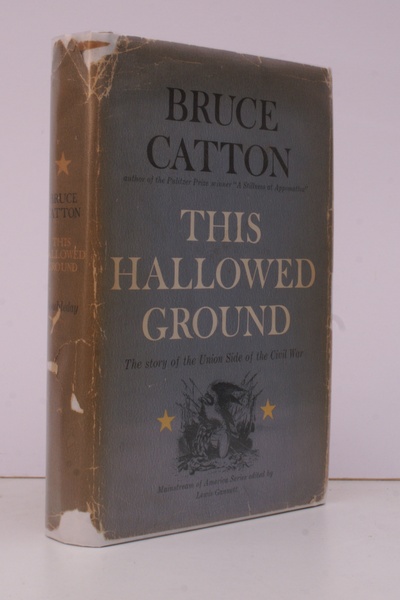 BRUCE
CATTON
author of the Pulitzer Prize winner "A Stillness at Appomattox"
THIS
HALLOWED
GROUND
The story of the Union Side of the Civil War
Mainstream of America Series edited by
Lewis Gannett
BRUCE
CATTON
THIS
HALLOWED
GROUND